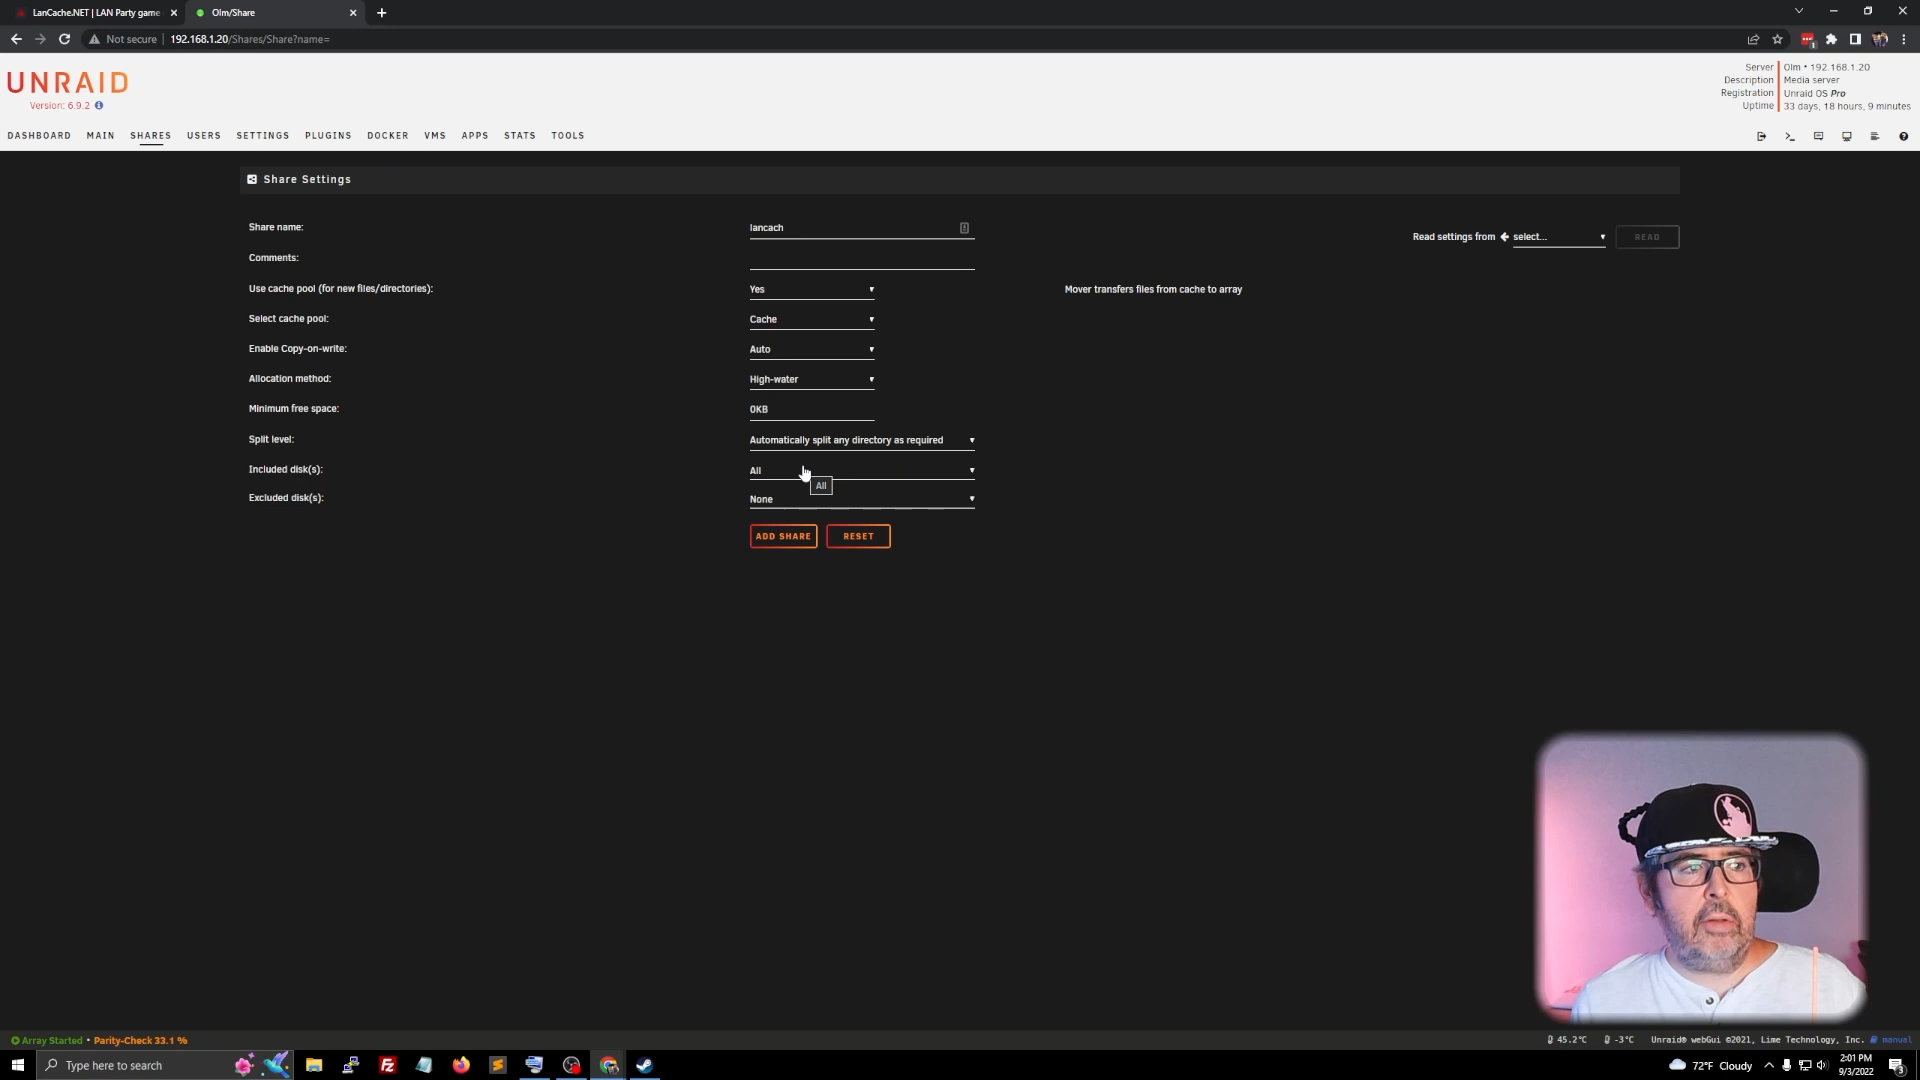 LanCache.NET | LAN Party game
Olm/Share
Not secure
192.168.1.20/Shares/Share?name=
1
UNRAID
Version: 6.9.2
Server Olm • 192.168.1.20
Description Media server
Registration Unraid OS Pro
Uptime 33 days, 18 hours, 9 minutes
DASHBOARD MAIN SHARES USERS SETTINGS PLUGINS DOCKER VMS APPS STATS TOOLS
Share Settings
Share name: lancach
Read settings from select... READ
Comments:
Use cache pool (for new files/directories): Yes Mover transfers files from cache to array
Select cache pool: Cache
Enable Copy-on-write: Auto
Allocation method: High-water
Minimum free space: 0KB
Split level: Automatically split any directory as required
Included disk(s): All
All
Excluded disk(s): None
ADD SHARE RESET
Array Started • Parity-Check 33.1 %
45.2°C -3°C Unraid® webGui ©2021, Lime Technology, Inc. manual
Type here to search
72°F Cloudy
2:01 PM
9/3/2022
3